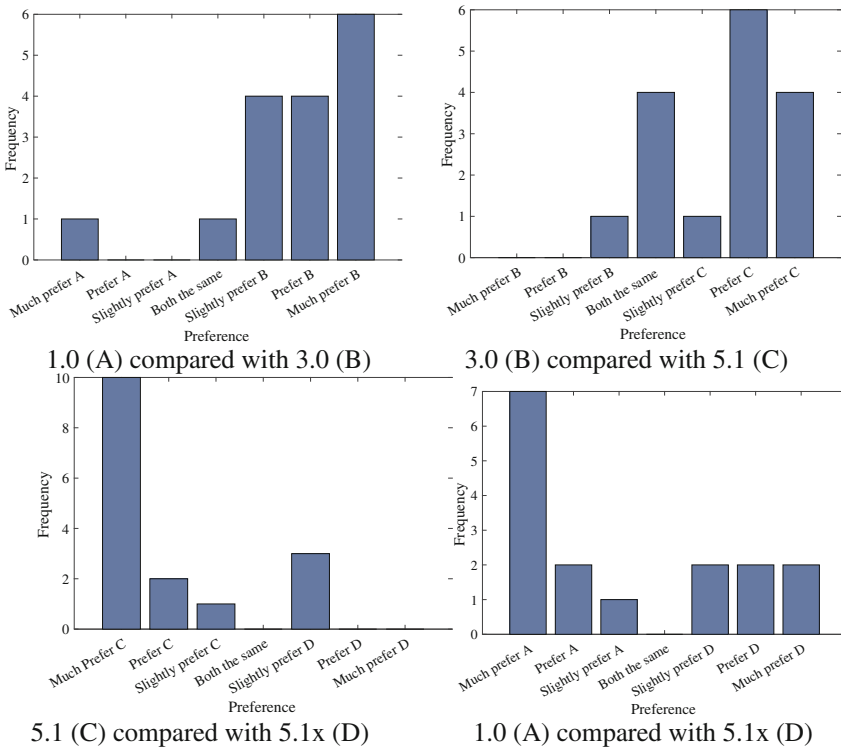 6
5
4
3
2
1
0
Frequency
Much prefer A
Prefer A
Slightly prefer A
Both the same
Slightly prefer B
Prefer B
Much prefer B
Preference
1.0 (A) compared with 3.0 (B)
6
5
4
3
2
1
0
Frequency
Much prefer B
Prefer B
Slightly prefer B
Both the same
Slightly prefer C
Prefer C
Much prefer C
Preference
3.0 (B) compared with 5.1 (C)
10
8
6
4
2
0
Frequency
Much Prefer C
Prefer C
Slightly prefer C
Both the same
Slightly prefer D
Prefer D
Much prefer D
Preference
5.1 (C) compared with 5.1x (D)
7
6
5
4
3
2
1
0
Frequency
Much prefer A
Prefer A
Slightly prefer A
Both the same
Slightly prefer D
Prefer D
Much prefer D
Preference
1.0 (A) compared with 5.1x (D)